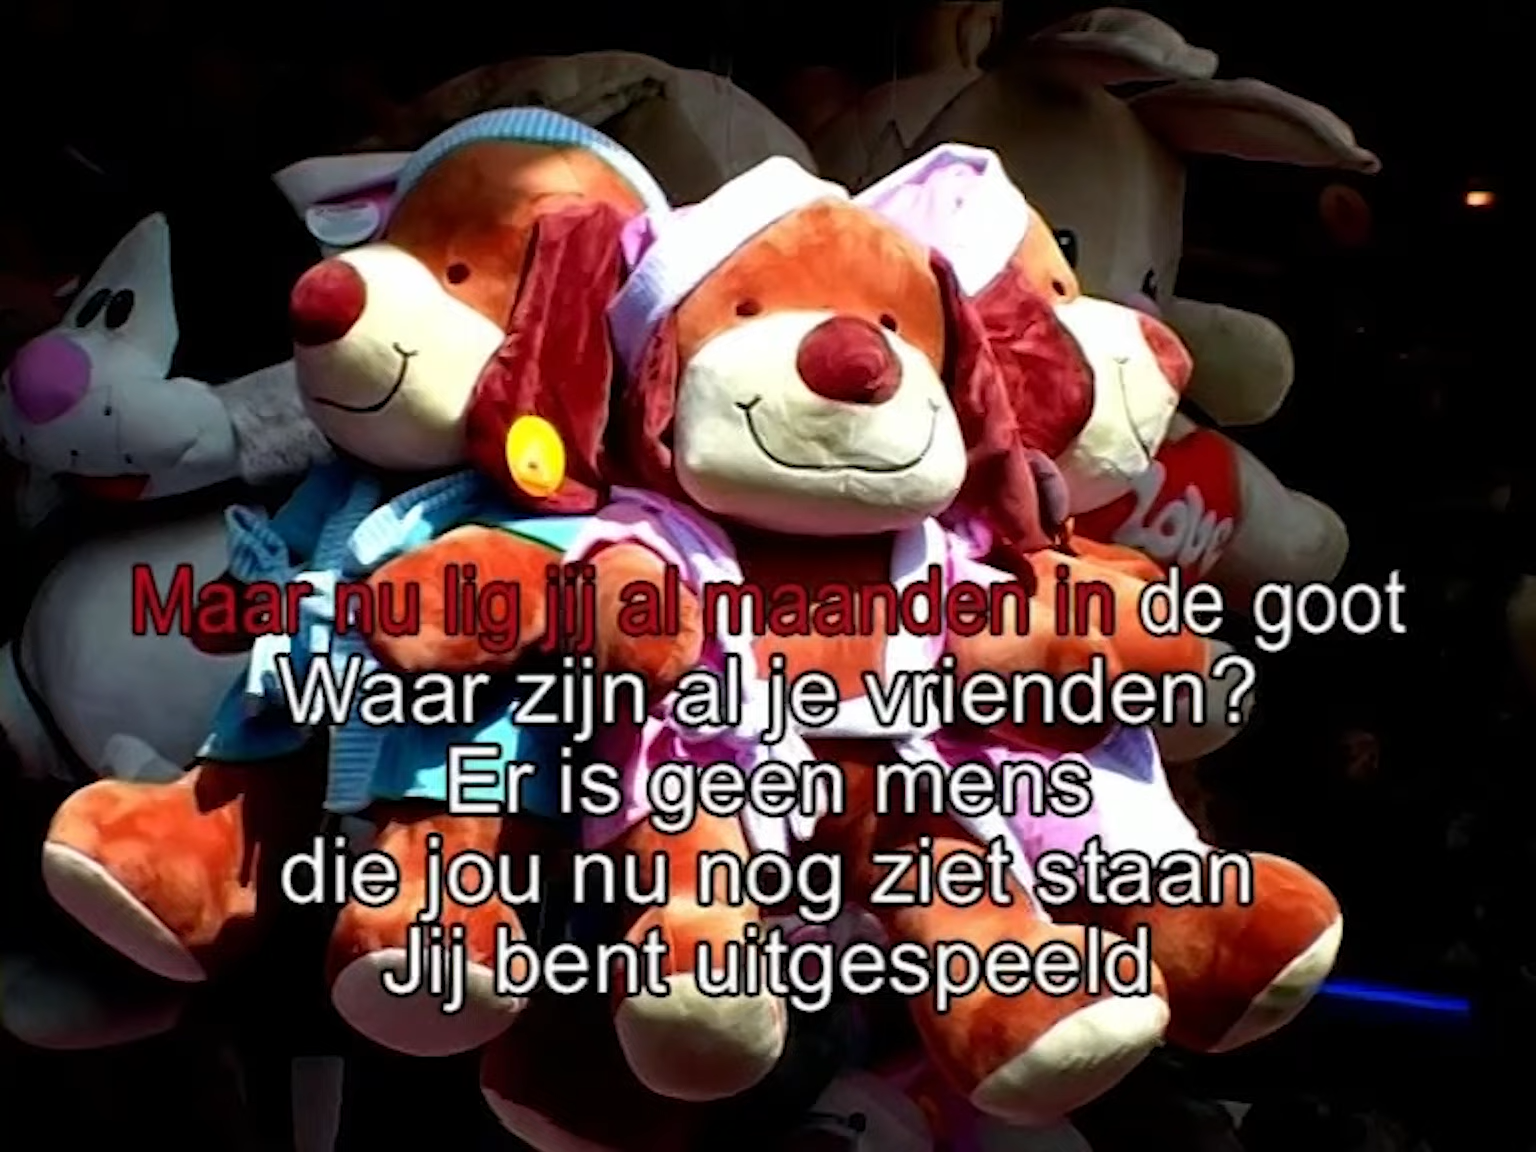 Love
Maar nu lig jij al maanden in de goot
Waar zijn al je vrienden?
Er is geen mens
die jou nu nog ziet staan
Jij bent uitgespeeld